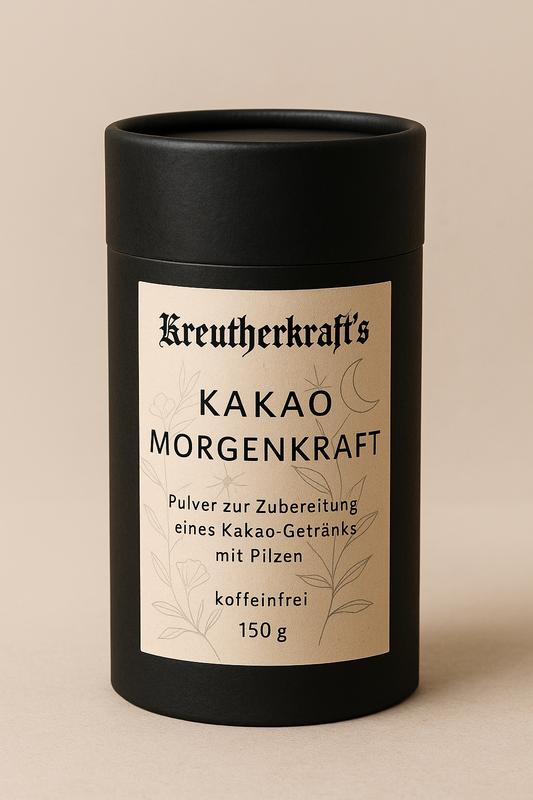 Kreutherkraft's
KAKAO
MORGENKRAFT
Pulver zur Zubereitung
eines Kakao-Getränks
mit Pilzen
koffeinfrei
150 g